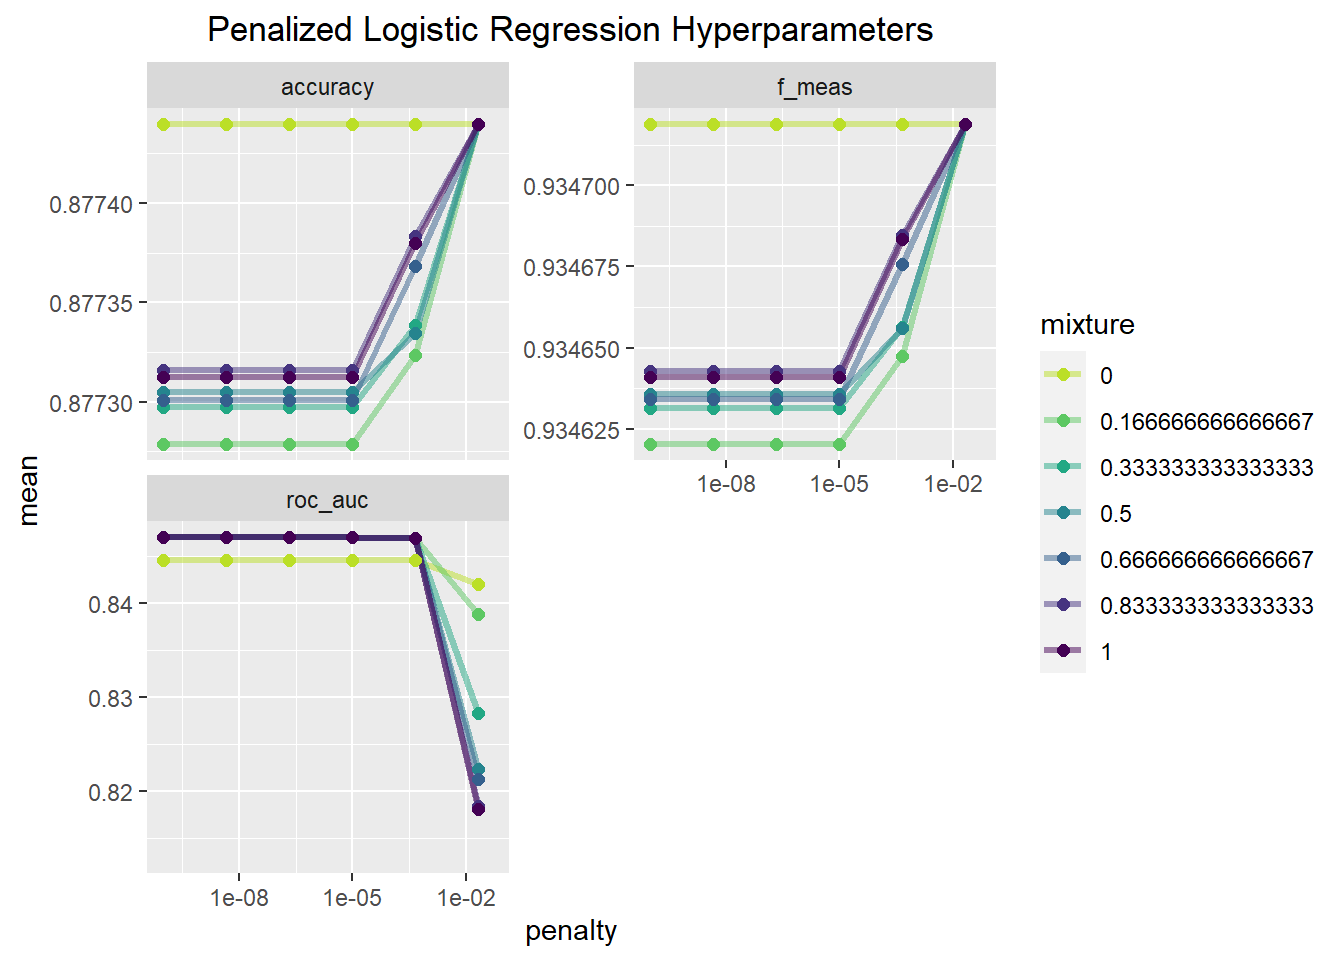 Penalized Logistic Regression Hyperparameters
accuracy
f_meas
0.87740
0.87735
0.87730
0.934700
0.934675
0.934650
0.934625
1e-08 1e-05 1e-02
roc_auc
0.84
0.83
0.82
1e-08 1e-05 1e-02
mean
penalty
mixture
0
0.166666666666667
0.333333333333333
0.5
0.666666666666667
0.833333333333333
1